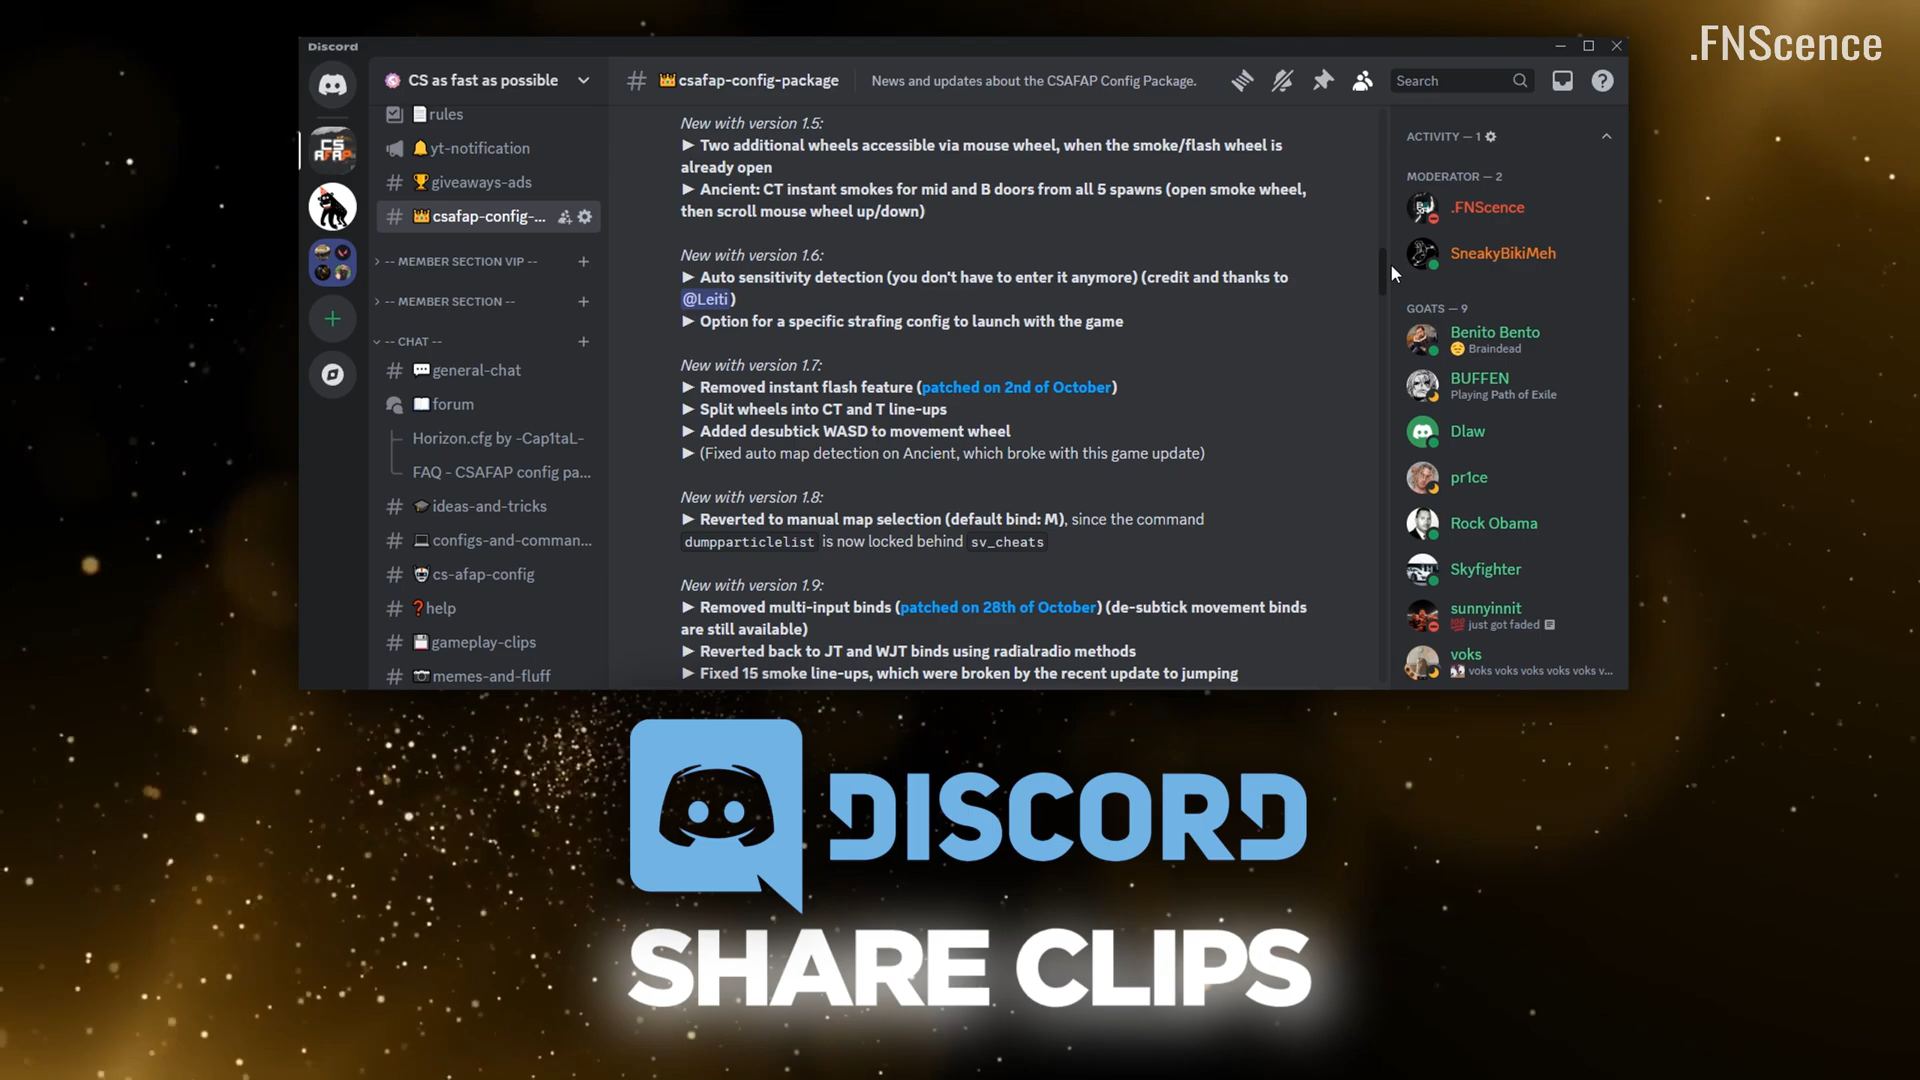 .FNScence
Discord
CS as fast as possible
# 👑csafap-config-package
News and updates about the CSAFAP Config Package.
Search
rules
yt-notification
# giveaways-ads
# csafap-config-...
-- MEMBER SECTION VIP --
-- MEMBER SECTION --
-- CHAT --
# general-chat
forum
Horizon.cfg by -Cap1taL-
FAQ - CSAFAP config pa...
# ideas-and-tricks
# configs-and-comman...
# cs-afap-config
# help
# gameplay-clips
# memes-and-fluff
CS
AFAP
New with version 1.5:
► Two additional wheels accessible via mouse wheel, when the smoke/flash wheel is
already open
► Ancient: CT instant smokes for mid and B doors from all 5 spawns (open smoke wheel,
then scroll mouse wheel up/down)
New with version 1.6:
► Auto sensitivity detection (you don't have to enter it anymore) (credit and thanks to
@Leiti )
► Option for a specific strafing config to launch with the game
New with version 1.7:
► Removed instant flash feature (patched on 2nd of October)
► Split wheels into CT and T line-ups
► Added desubtick WASD to movement wheel
► (Fixed auto map detection on Ancient, which broke with this game update)
New with version 1.8:
► Reverted to manual map selection (default bind: M), since the command
dumpparticlelist is now locked behind sv_cheats
New with version 1.9:
► Removed multi-input binds (patched on 28th of October) (de-subtick movement binds
are still available)
► Reverted back to JT and WJT binds using radialradio methods
► Fixed 15 smoke line-ups, which were broken by the recent update to jumping
ACTIVITY — 1
MODERATOR — 2
.FNScence
SneakyBikiMeh
GOATS — 9
Benito Bento
Braindead
BUFFEN
Playing Path of Exile
Dlaw
pr1ce
Rock Obama
Skyfighter
sunnyinnit
💯 just got faded
voks
voks voks voks voks voks v...
DISCORD
SHARE CLIPS